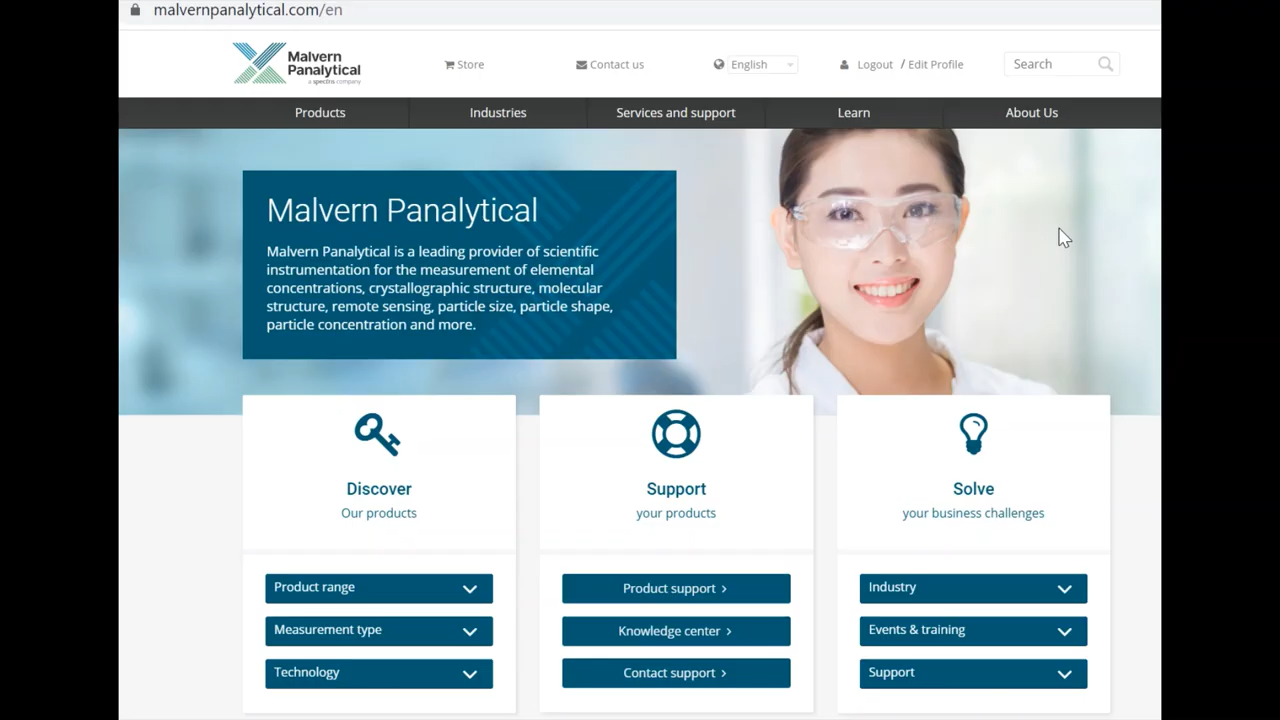 malvernpanalytical.com/en
Malvern
Panalytical
a spectris company
Store
Contact us
English
Logout / Edit Profile
Search
Products
Industries
Services and support
Learn
About Us
Malvern Panalytical
Malvern Panalytical is a leading provider of scientific
instrumentation for the measurement of elemental
concentrations, crystallographic structure, molecular
structure, remote sensing, particle size, particle shape,
particle concentration and more.
Discover
Our products
Product range
Measurement type
Technology
Support
your products
Product support
Knowledge center
Contact support
Solve
your business challenges
Industry
Events & training
Support